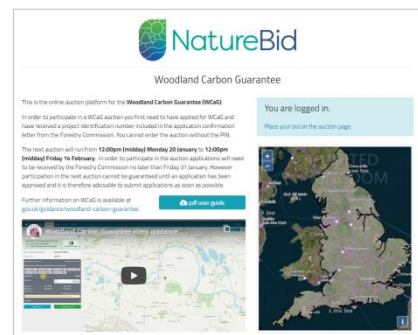 NatureBid
Woodland Carbon Guarantee
This is the online auction platform for the Woodland Carbon Guarantee (WCaG).
In order to participate in a WCaG auction you first need to have applied for WCaG and
have received a project identification number included in the application confirmation
letter from the Forestry Commission. You cannot enter the auction without the PIN.
The next auction will run from 12:00pm (midday) Monday 20 January to 12:00pm
(midday) Friday 14 February. In order to participate in the auction applications will need
to be received by the Forestry Commission no later than Friday 31 January. However
participation in the next auction cannot be guaranteed until an application has been
approved and it is therefore advisable to submit applications as soon as possible.
Further information on WCaG is available at
gov.uk/guidance/woodland-carbon-guarantee.
pdf user guide
Woodland Carbon Guarantee video guidance
You are logged in.
Place your bid on the auction page.